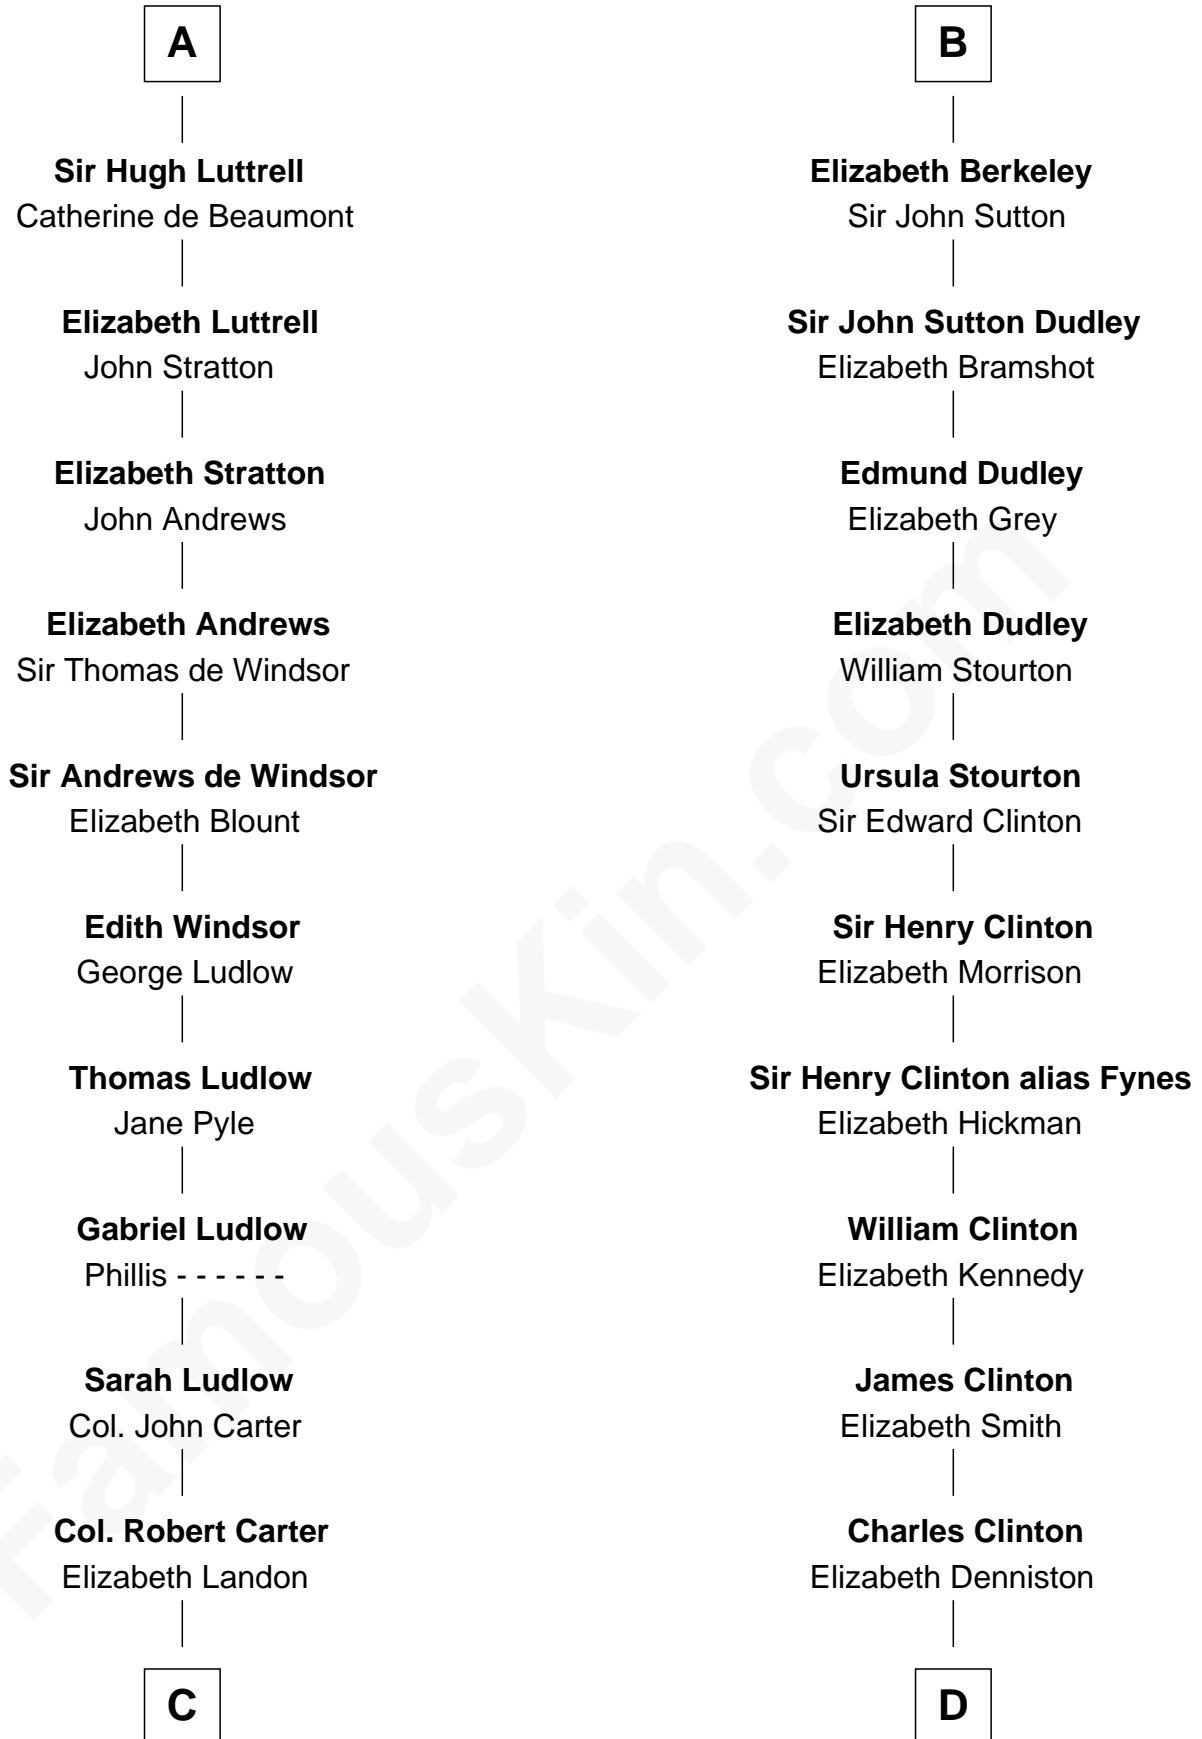 A
Sir Hugh Luttrell
Catherine de Beaumont
Elizabeth Luttrell
John Stratton
Elizabeth Stratton
John Andrews
Elizabeth Andrews
Sir Thomas de Windsor
Sir Andrews de Windsor
Elizabeth Blount
Edith Windsor
George Ludlow
Thomas Ludlow
Jane Pyle
Gabriel Ludlow
Phillis - - - - - -
Sarah Ludlow
Col. John Carter
Col. Robert Carter
Elizabeth Landon
C
B
Elizabeth Berkeley
Sir John Sutton
Sir John Sutton Dudley
Elizabeth Bramshot
Edmund Dudley
Elizabeth Grey
Elizabeth Dudley
William Stourton
Ursula Stourton
Sir Edward Clinton
Sir Henry Clinton
Elizabeth Morrison
Sir Henry Clinton alias Fynes
Elizabeth Hickman
William Clinton
Elizabeth Kennedy
James Clinton
Elizabeth Smith
Charles Clinton
Elizabeth Denniston
D
FamousKin.com